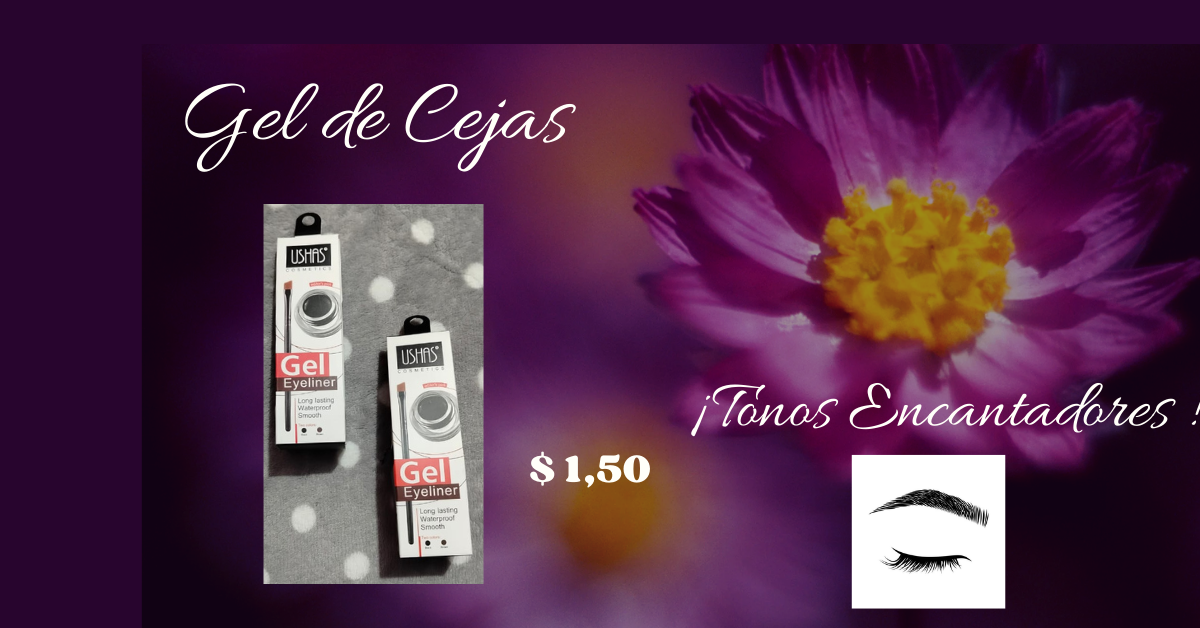 Gel de Cejas
USHAS
COSMETICS
Gel
Eyeliner
Long lasting
Waterproof
Smooth
USHAS
COSMETICS
Gel
Eyeliner
Long lasting
Waterproof
Smooth
$ 1,50
¡Tonos Encantadores !